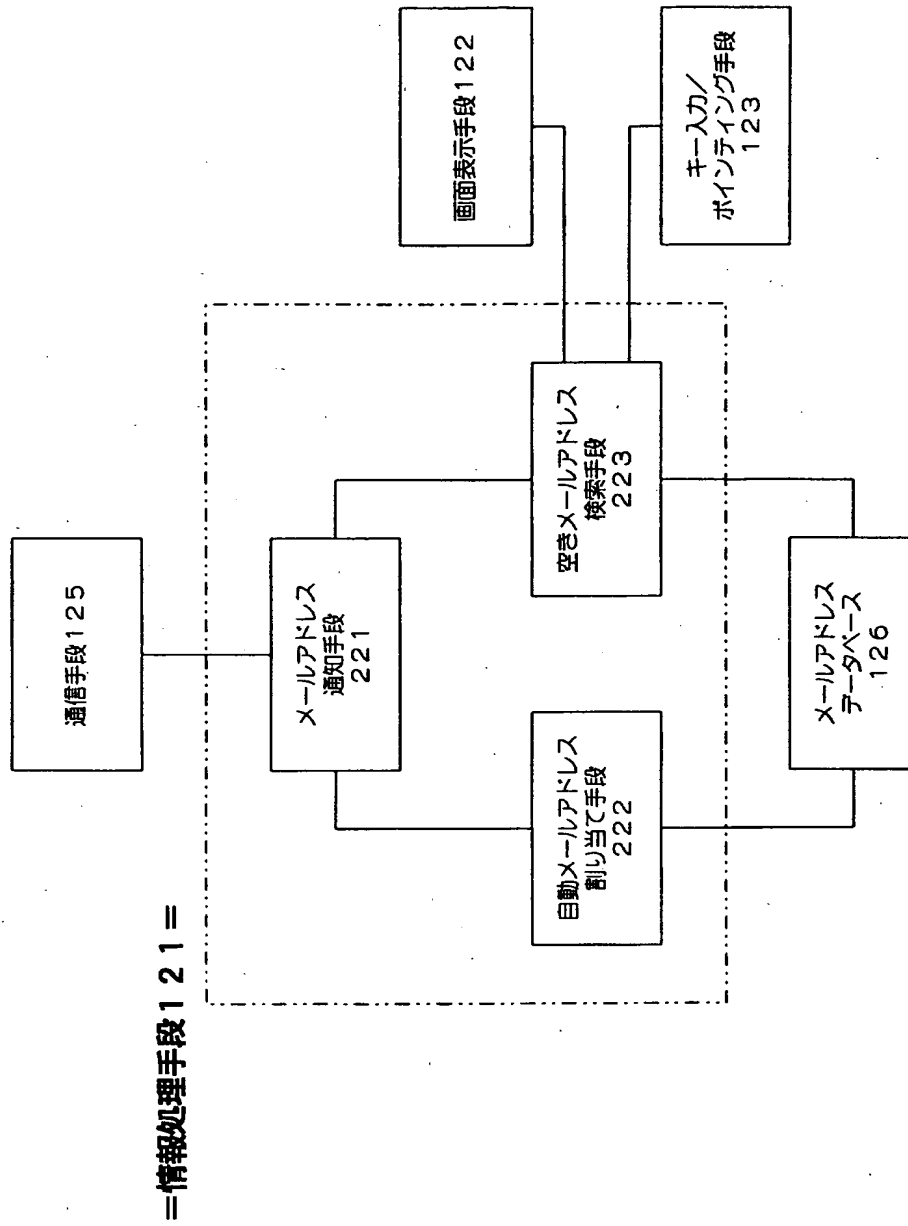 =情報処理手段121=
通信手段125
メールアドレス
通知手段
221
自動メールアドレス
割り当て手段
222
空きメールアドレス
検索手段
223
メールアドレス
データベース
126
画面表示手段122
キー入力/
ポインティング手段
123